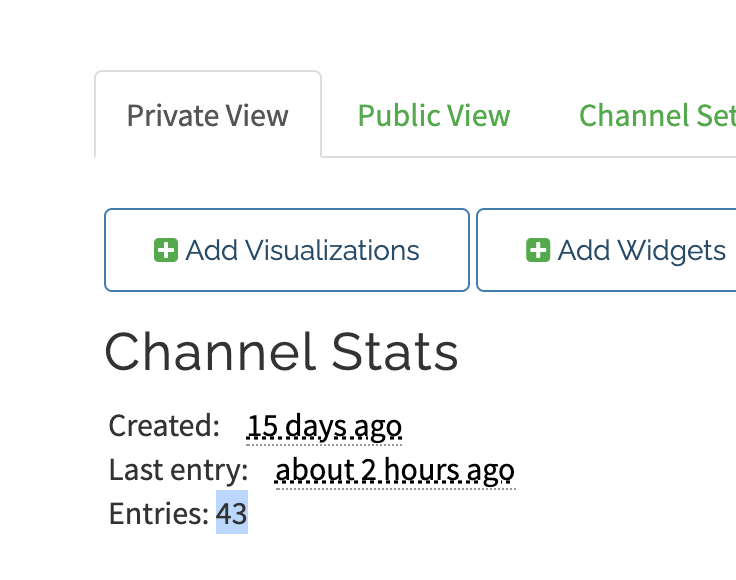 Private View Public View Channel Set
Add Visualizations Add Widgets
Channel Stats
Created: 15 days ago
Last entry: about 2 hours ago
Entries: 43